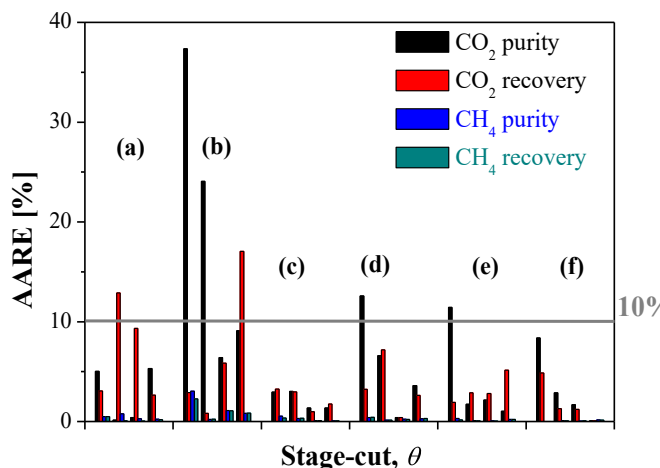 40
30
20
10
0
AARE [%]
CO₂ purity
CO₂ recovery
CH₄ purity
CH₄ recovery
(a)
(b)
(c)
(d)
(e)
(f)
10%
Stage-cut, θ